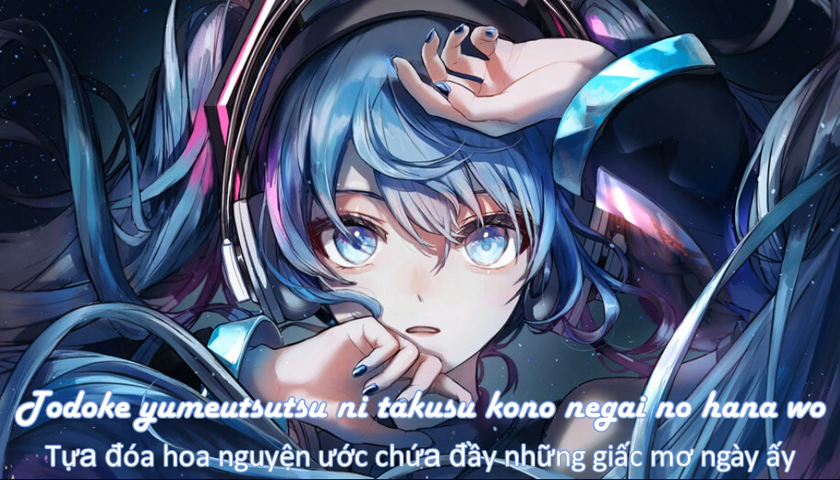 Todoke yumeutsutsu ni takusu kono negai no hana wo
Tựa đóa hoa nguyện ước chứa đầy những giấc mơ ngày ấy